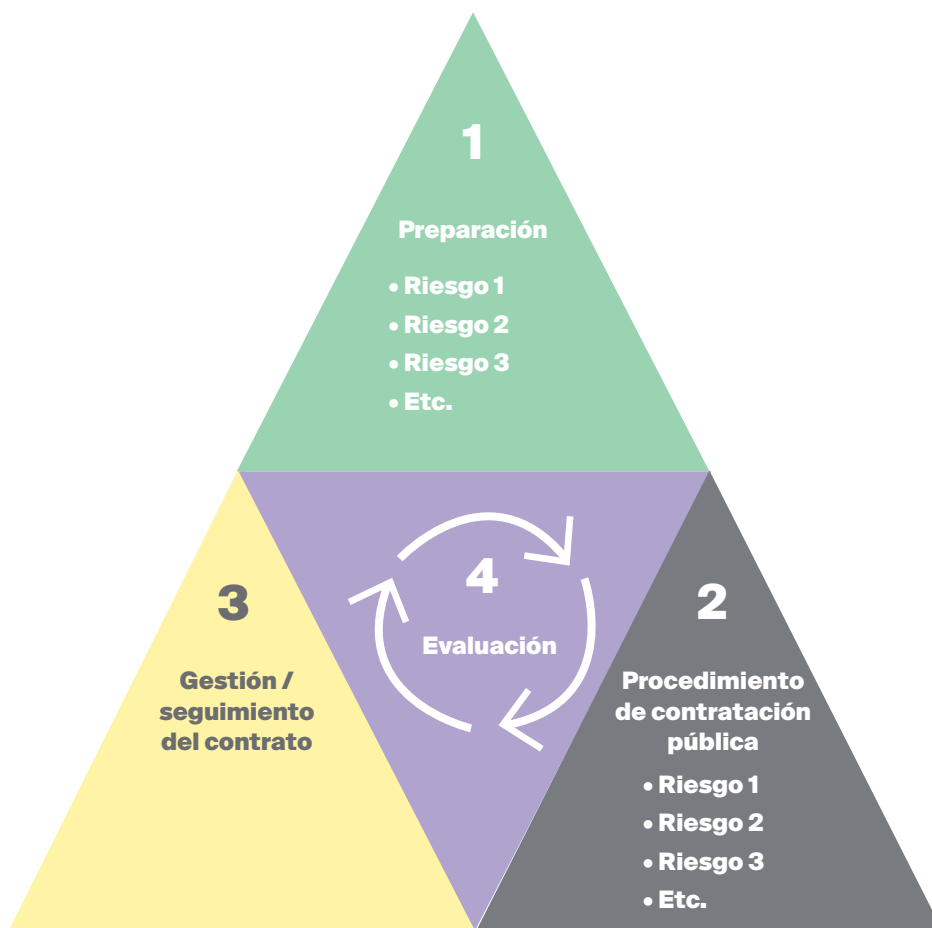 1
Preparación
• Riesgo 1
• Riesgo 2
• Riesgo 3
• Etc.
4
Evaluación
3
Gestión /
seguimiento
del contrato
2
Procedimiento
de contratación
pública
• Riesgo 1
• Riesgo 2
• Riesgo 3
• Etc.